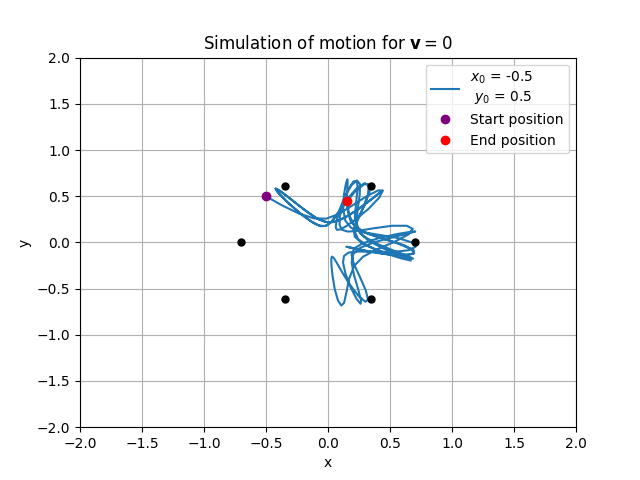 Simulation of motion for v = 0
2.0
1.5
1.0
0.5
0.0
−0.5
−1.0
−1.5
−2.0
y
−2.0 −1.5 −1.0 −0.5 0.0 0.5 1.0 1.5 2.0
x
x₀ = -0.5
y₀ = 0.5
Start position
End position